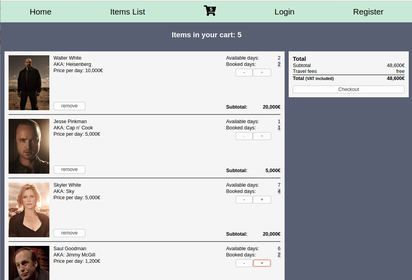 Home
Items List
5
Login
Register
Items in your cart: 5
Walter White
AKA: Heisenberg
Price per day: 10,000€
Available days: 2
Booked days: 2
-
+
remove
Subtotal: 20,000€
Jesse Pinkman
AKA: Cap n' Cook
Price per day: 5,000€
Available days: 1
Booked days: 1
-
+
remove
Subtotal: 5,000€
Skyler White
AKA: Sky
Price per day: 5,000€
Available days: 7
Booked days: 4
-
+
remove
Subtotal: 20,000€
Saul Goodman
AKA: Jimmy McGill
Price per day: 1,200€
Available days: 6
Booked days: 2
-
+
Total
Subtotal 48,600€
Travel fees free
Total (VAT included) 48,600€
Checkout